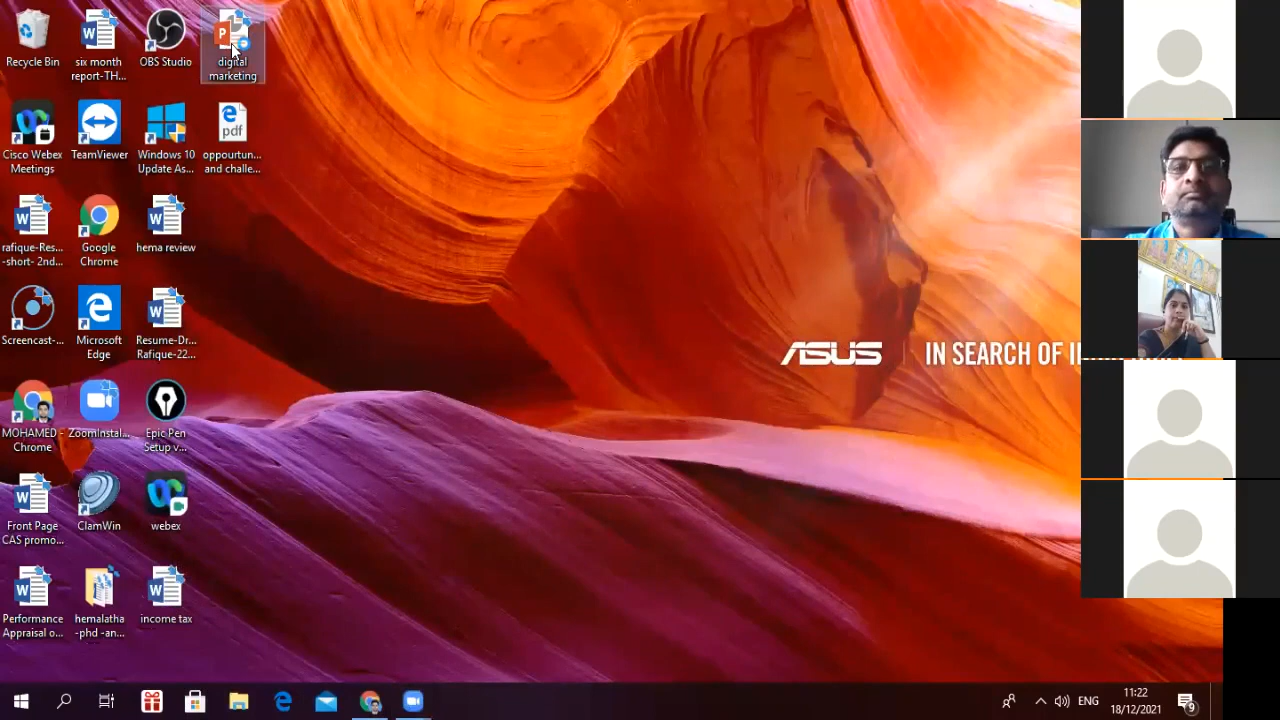 Recycle Bin
six month
report-TH...
OBS Studio
P
digital
marketing
Cisco Webex
Meetings
TeamViewer
Windows 10
Update As...
pdf
oppourtun...
and challe...
rafique-Res...
-short- 2nd...
Google
Chrome
hema review
Screencast-...
Microsoft
Edge
Resume-Dr...
Rafique-22...
MOHAMED -
Chrome
ZoomInstal...
Epic Pen
Setup v...
Front Page
CAS promo...
ClamWin
webex
Performance
Appraisal o...
hemalatha
-phd -an...
income tax
ASUS
IN SEARCH OF
ENG
11:22
18/12/2021
9